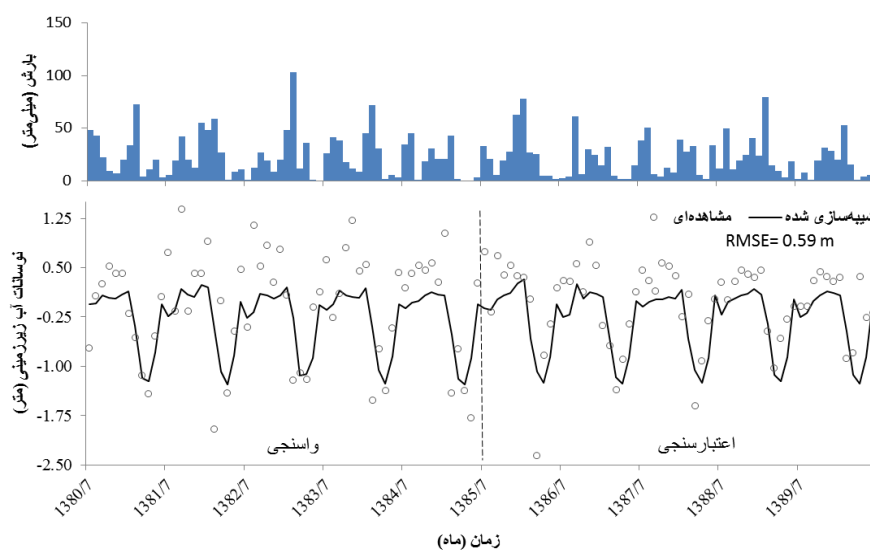 150
100
50
0
بارش (میلی‌متر)
شبیه‌سازی شده
مشاهده‌ای
RMSE= 0.59 m
1.25
0.50
-0.25
-1.00
-1.75
-2.50
نوسانات آب زیرزمینی (متر)
واسنجی
اعتبارسنجی
1380/7
1381/7
1382/7
1383/7
1384/7
1385/7
1386/7
1387/7
1388/7
1389/7
زمان (ماه)